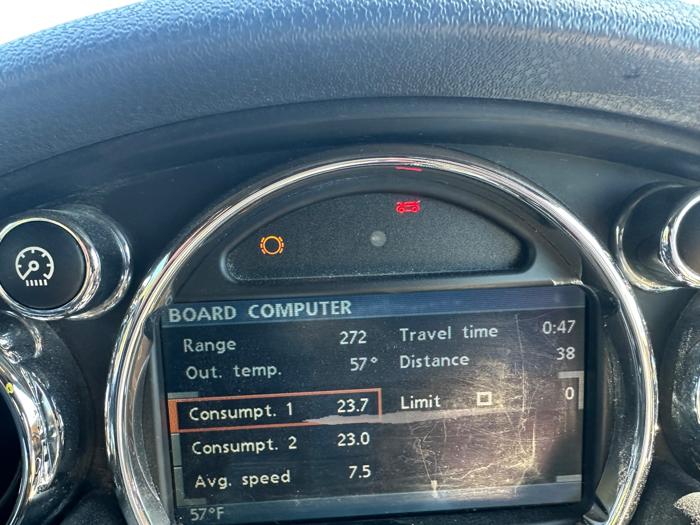 BOARD COMPUTER
Range 272 Travel time 0:47
Out. temp. 57° Distance 38
Consumpt. 1 23.7 Limit 0
Consumpt. 2 23.0
Avg. speed 7.5
57°F